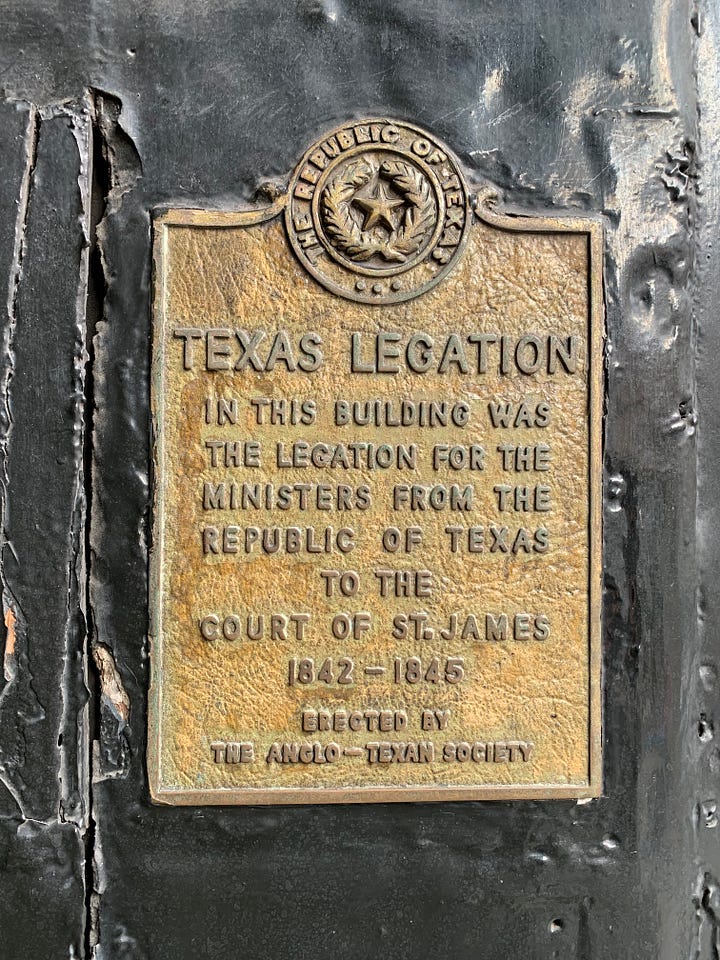 THE REPUBLIC OF TEXAS
TEXAS LEGATION
IN THIS BUILDING WAS
THE LEGATION FOR THE
MINISTERS FROM THE
REPUBLIC OF TEXAS
TO THE
COURT OF ST. JAMES
1842 – 1845
ERECTED BY
THE ANGLO – TEXAN SOCIETY